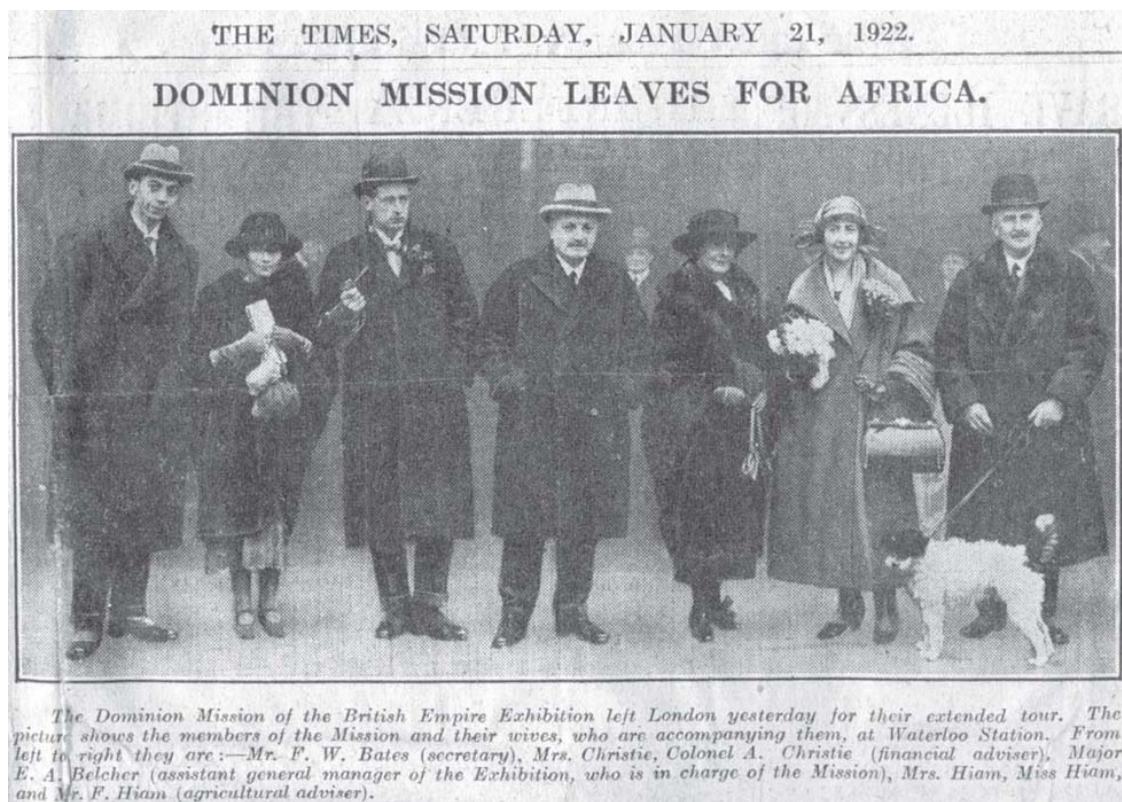 THE TIMES, SATURDAY, JANUARY 21, 1922.
DOMINION MISSION LEAVES FOR AFRICA.
The Dominion Mission of the British Empire Exhibition left London yesterday for their extended tour. The
picture shows the members of the Mission and their wives, who are accompanying them, at Waterloo Station. From
left to right they are :—Mr. F. W. Bates (secretary), Mrs. Christie, Colonel A. Christie (financial adviser), Major
E. A. Belcher (assistant general manager of the Exhibition, who is in charge of the Mission), Mrs. Hiam, Miss Hiam,
and Mr. F. Hiam (agricultural adviser).